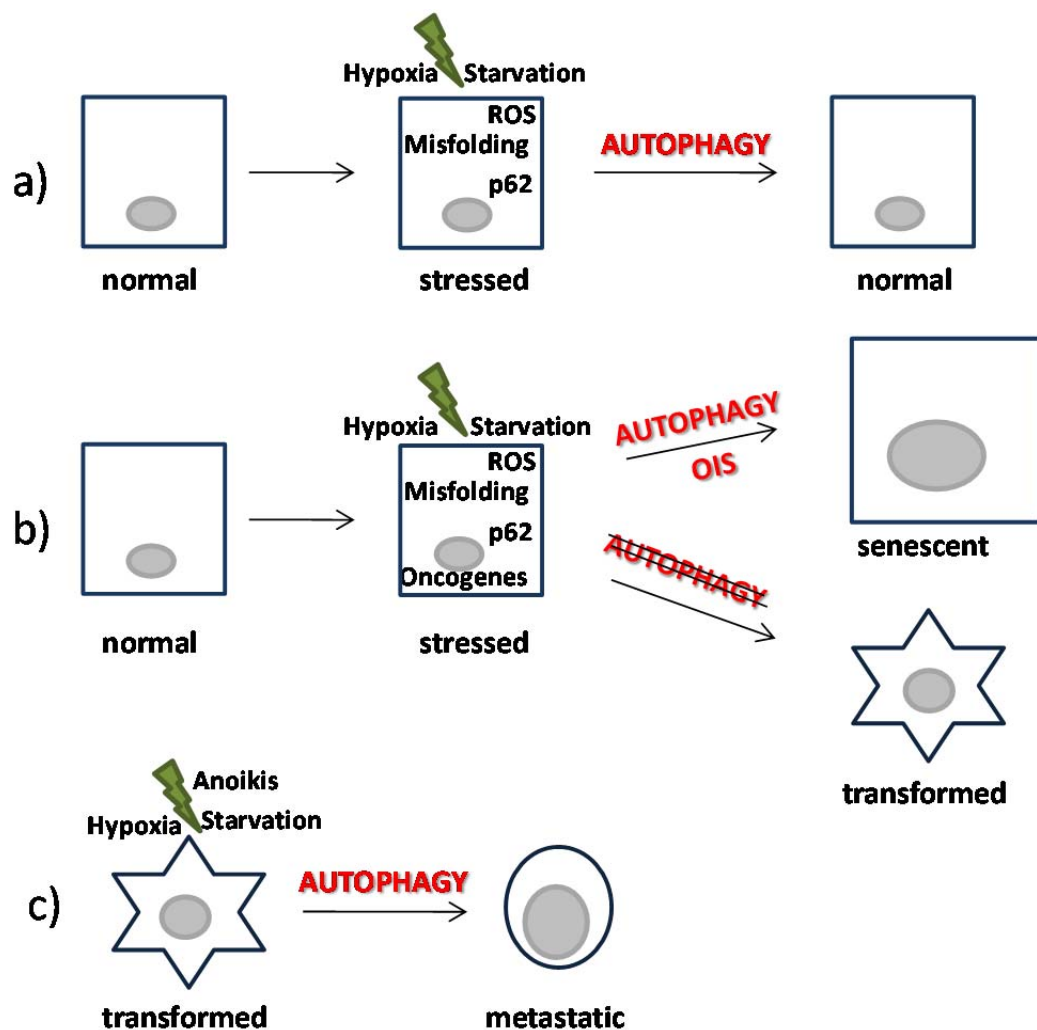 Hypoxia Starvation
ROS
Misfolding
p62
AUTOPHAGY
a)
normal
stressed
normal
Hypoxia Starvation
ROS
Misfolding
p62
Oncogenes
AUTOPHAGY
OIS
AUTOPHAGY
b)
normal
stressed
senescent
transformed
Anoikis
Hypoxia Starvation
AUTOPHAGY
c)
transformed
metastatic